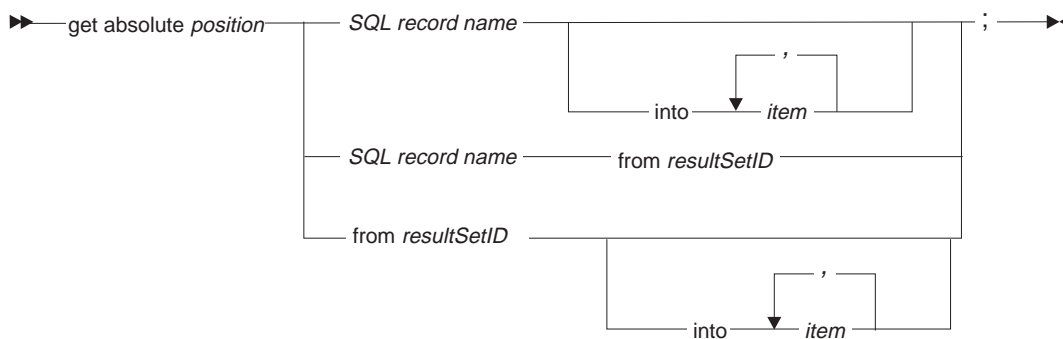 get absolute position SQL record name ;
,
into item
SQL record name from resultSetID
from resultSetID
,
into item